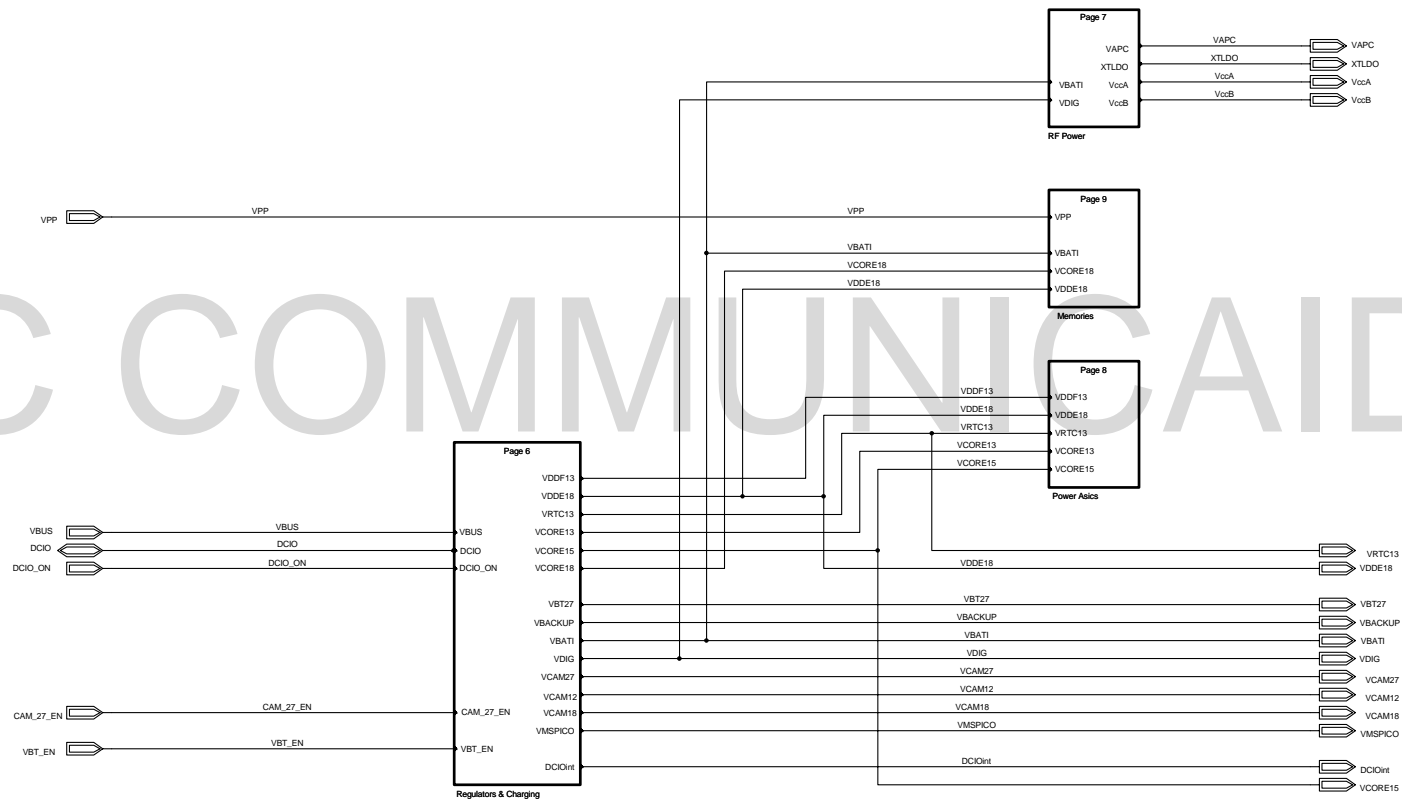 Page 7
VAPC
XTLDO
VccA
VccB
VBATI
VDIG
VAPC
XTLDO
VccA
VccB
VAPC
XTLDO
VccA
VccB
RF Power
VPP
VPP
VPP
Page 9
VPP
VBATI
VBATI
VCORE18
VCORE18
VDDE18
VDDE18
Memories
C COMMUNICAID
Page 8
VDDF13
VDDF13
VDDE18
VDDE18
VRTC13
VRTC13
VCORE13
VCORE13
VCORE15
VCORE15
Power Asics
Page 6
VDDF13
VDDE18
VRTC13
VBUS
VBUS
VBUS
VCORE13
DCIO
DCIO
DCIO
VCORE15
DCIO_ON
DCIO_ON
DCIO_ON
VCORE18
VRTC13
VDDE18
VDDE18
VBT27
VBT27
VBT27
VBACKUP
VBACKUP
VBACKUP
VBATI
VBATI
VBATI
VDIG
VDIG
VDIG
VCAM27
VCAM27
VCAM27
VCAM12
VCAM12
VCAM12
CAM_27_EN
CAM_27_EN
CAM_27_EN
VCAM18
VCAM18
VCAM18
VMSPICO
VMSPICO
VMSPICO
VBT_EN
VBT_EN
VBT_EN
DCIOint
DCIOint
DCIOint
VCORE15
Regulators & Charging